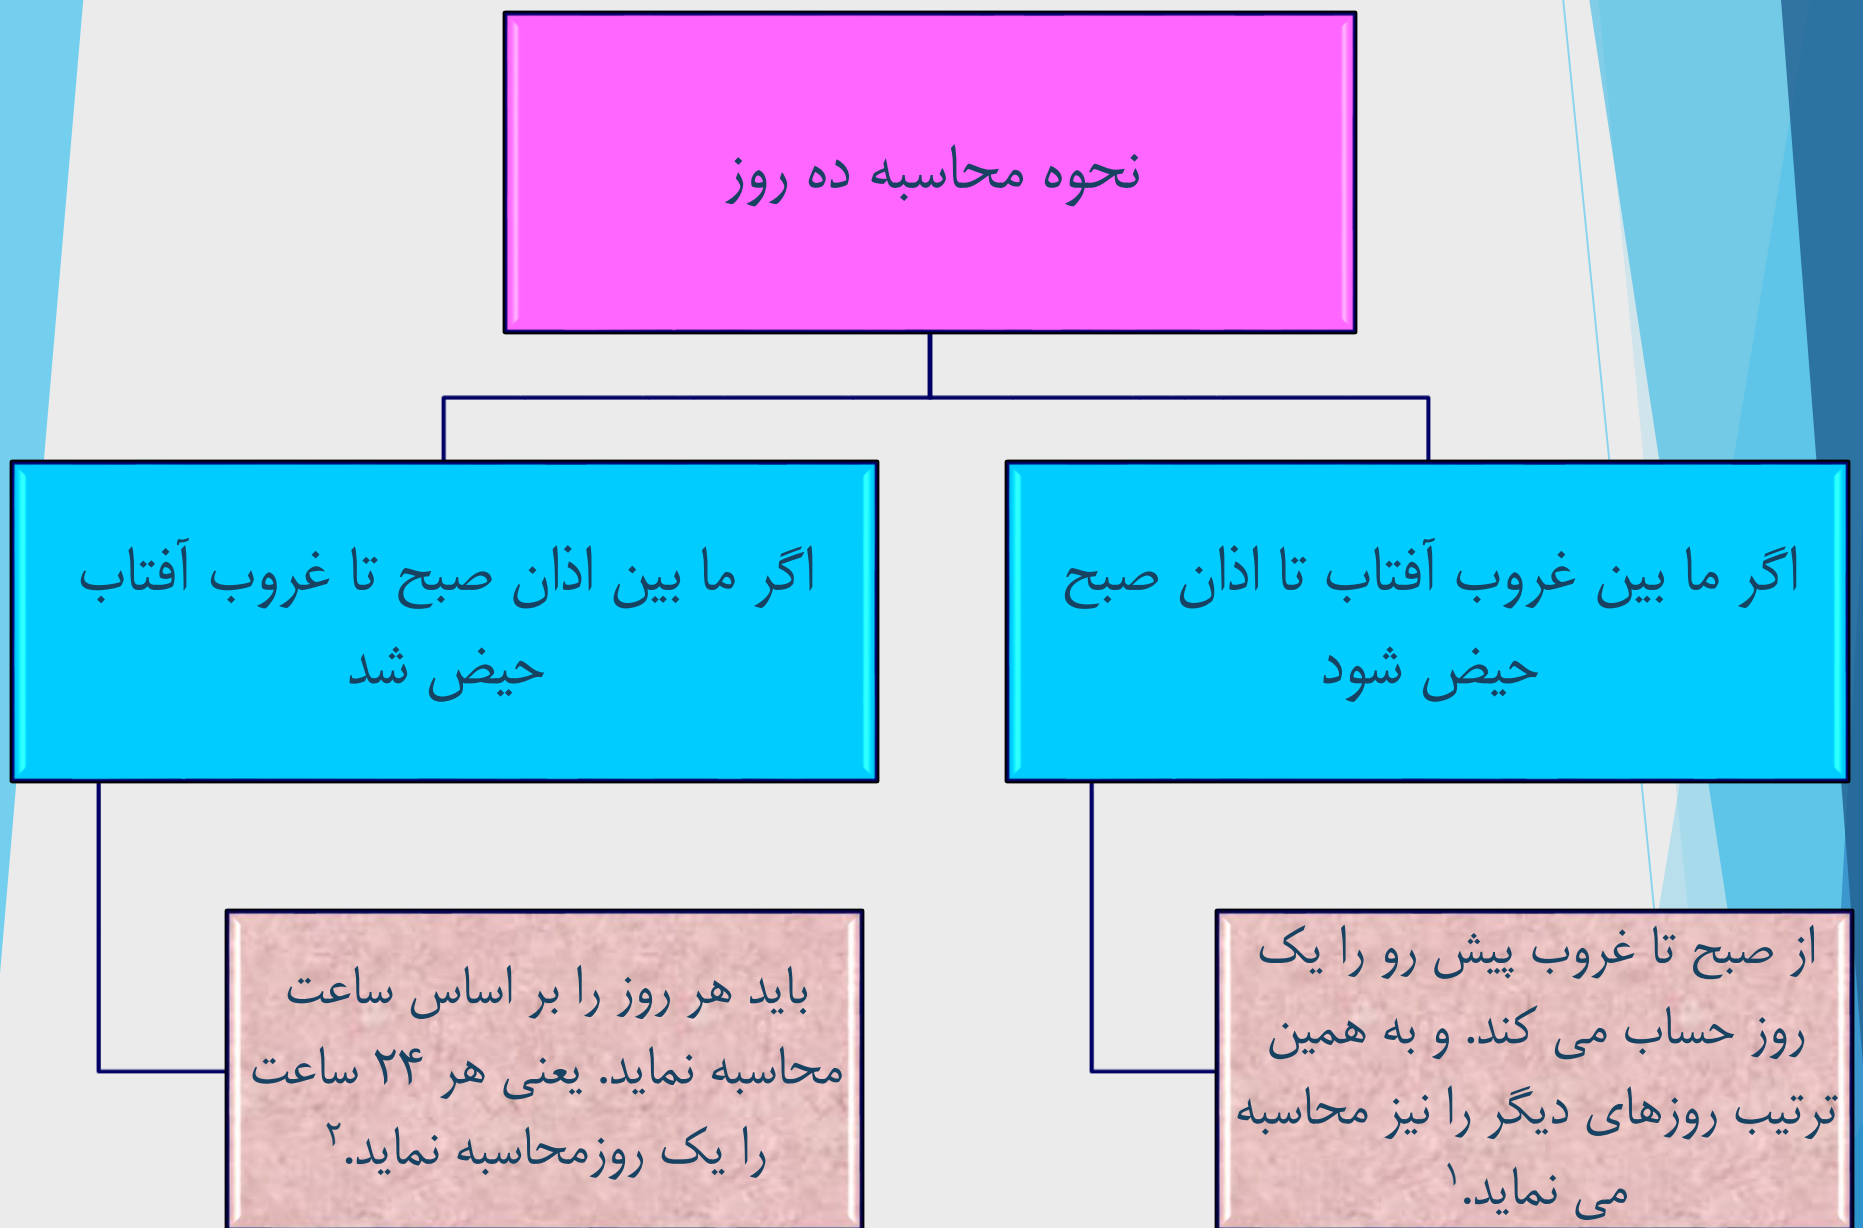 نحوه محاسبه ده روز
اگر ما بین غروب آفتاب تا اذان صبح
حیض شود
از صبح تا غروب پیش رو را یک
روز حساب می کند. و به همین
ترتیب روزهای دیگر را نیز محاسبه
می نماید.۱
اگر ما بین اذان صبح تا غروب آفتاب
حیض شد
باید هر روز را بر اساس ساعت
محاسبه نماید. یعنی هر ۲۴ ساعت
را یک روزمحاسبه نماید.۲